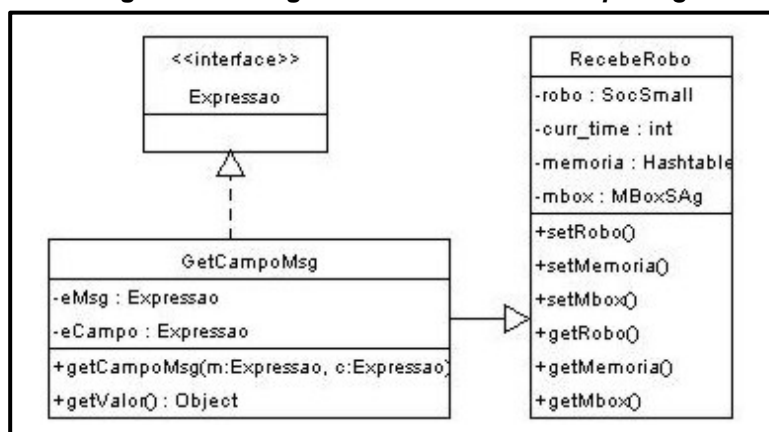 <<interface>>
Expressao
GetCampoMsg
-eMsg : Expressao
-eCampo : Expressao
+getCampoMsg(m:Expressao, c:Expressao)
+getValor() : Object
RecebeRobo
-robo : SocSmall
-curr_time : int
-memoria : Hashtable
-mbox : MBoxSAg
+setRobo()
+setMemoria()
+setMbox()
+getRobo()
+getMemoria()
+getMbox()